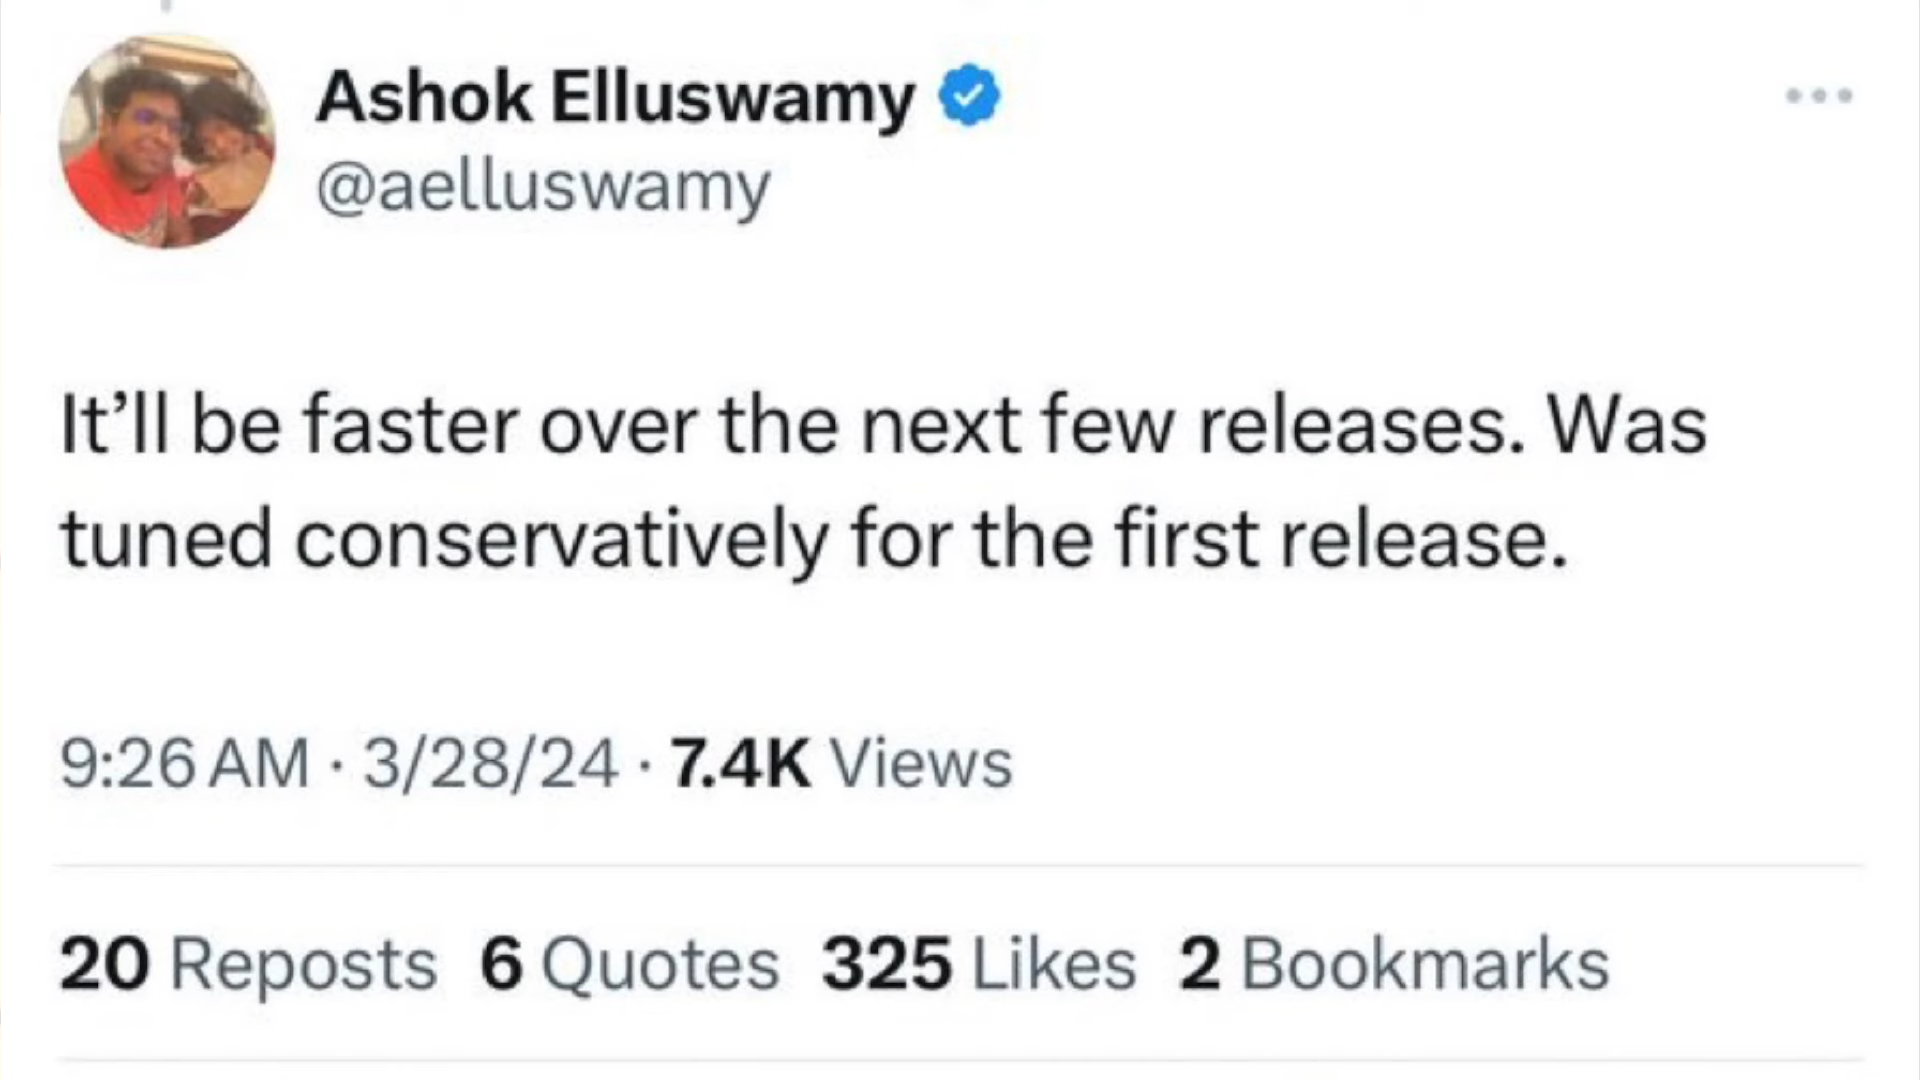 Ashok Elluswamy
@aelluswamy
It’ll be faster over the next few releases. Was
tuned conservatively for the first release.
9:26 AM · 3/28/24 · 7.4K Views
20 Reposts 6 Quotes 325 Likes 2 Bookmarks